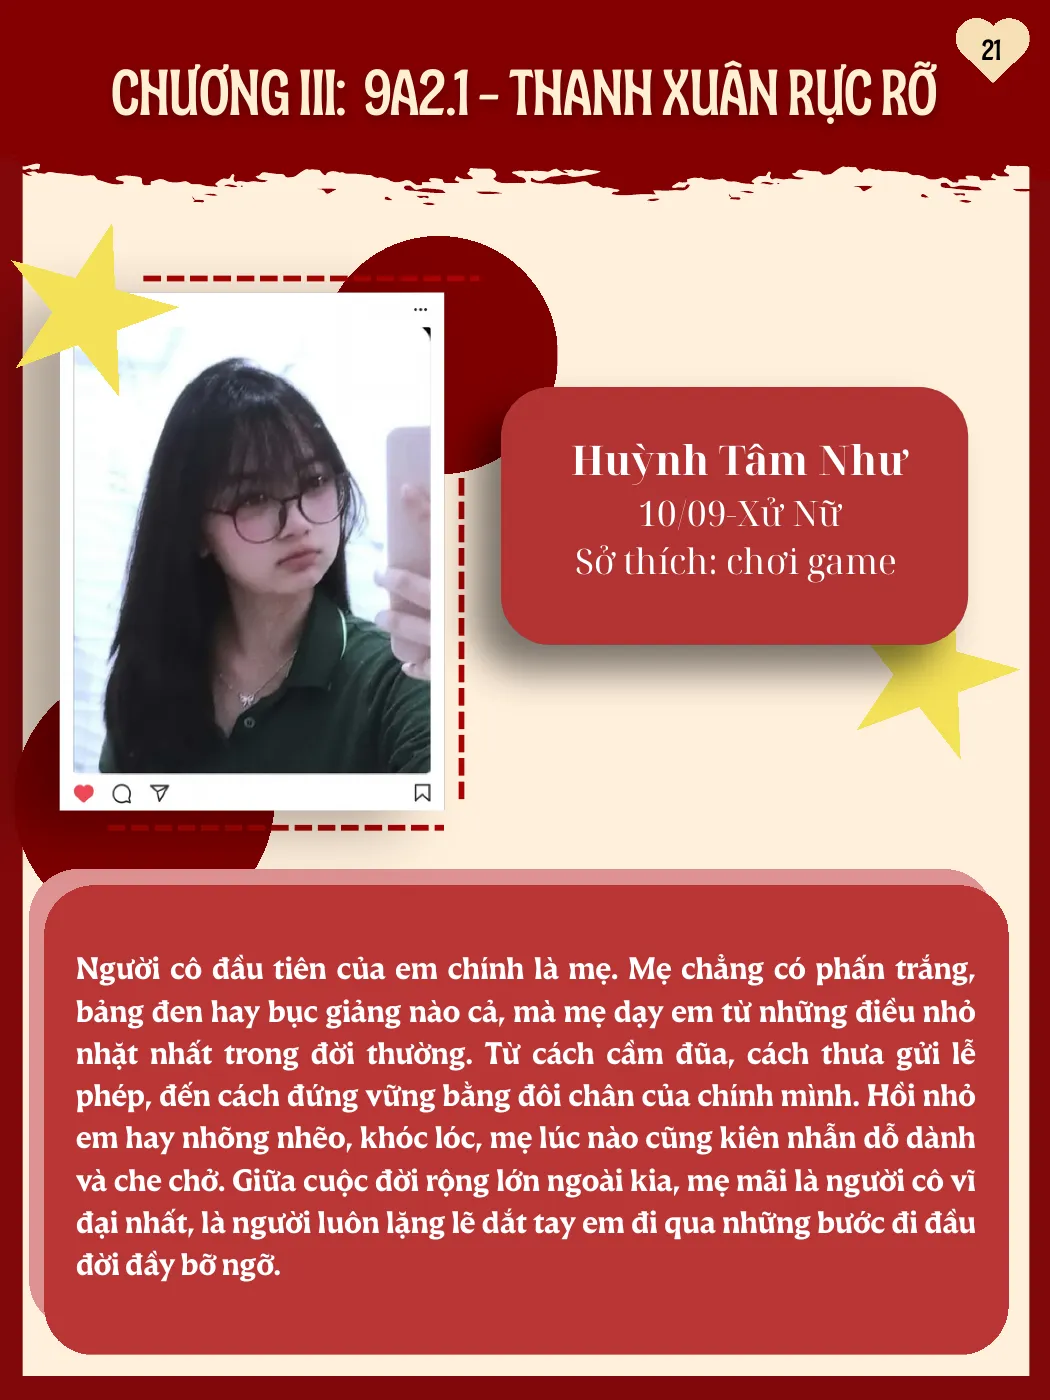 21
CHƯƠNG III: 9A2.1 - THANH XUÂN RỰC RỠ
Huỳnh Tâm Như
10/09-Xử Nữ
Sở thích: chơi game
Người cô đầu tiên của em chính là mẹ. Mẹ chẳng có phấn trắng,
bảng đen hay bục giảng nào cả, mà mẹ dạy em từ những điều nhỏ
nhặt nhất trong đời thường. Từ cách cầm đũa, cách thưa gửi lễ
phép, đến cách đứng vững bằng đôi chân của chính mình. Hồi nhỏ
em hay nhõng nhẽo, khóc lóc, mẹ lúc nào cũng kiên nhẫn dỗ dành
và che chở. Giữa cuộc đời rộng lớn ngoài kia, mẹ mãi là người cô vĩ
đại nhất, là người luôn lặng lẽ dắt tay em đi qua những bước đi đầu
đời đầy bỡ ngỡ.